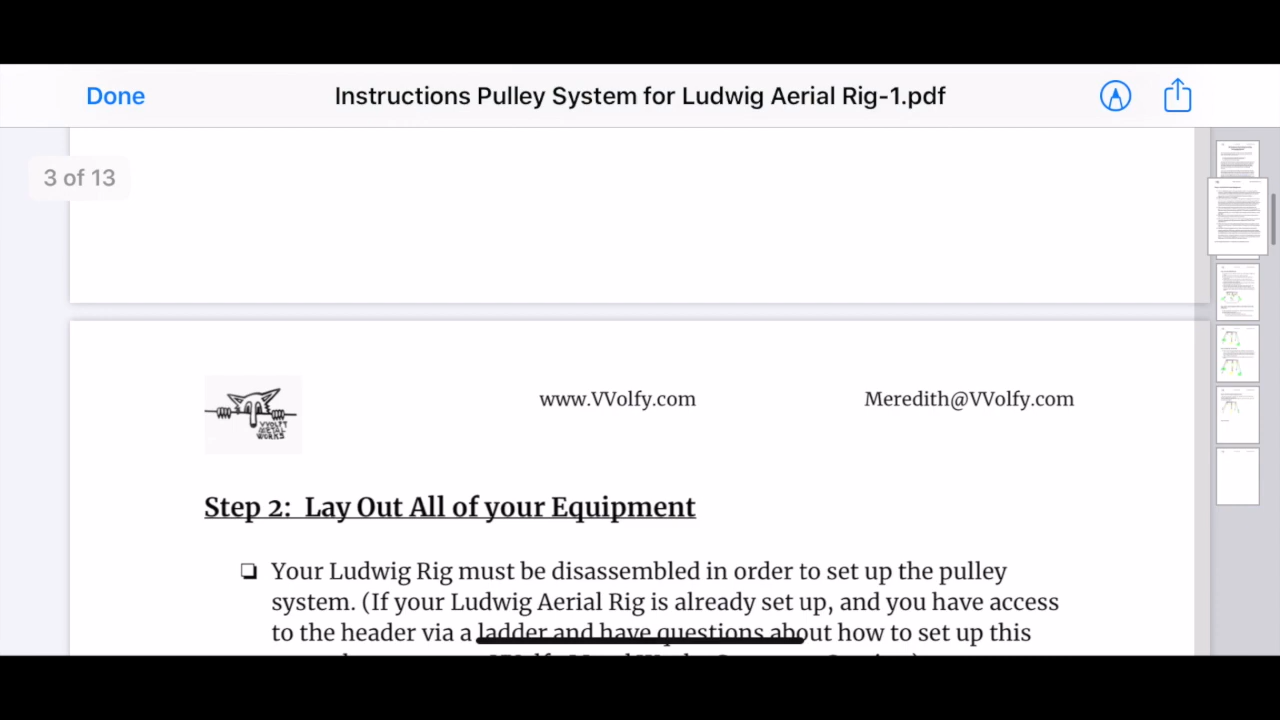 Done
Instructions Pulley System for Ludwig Aerial Rig-1.pdf
3 of 13
VVOLFY
METAL
WORKS
www.VVolfy.com
Meredith@VVolfy.com
Step 2: Lay Out All of your Equipment
❏ Your Ludwig Rig must be disassembled in order to set up the pulley
system. (If your Ludwig Aerial Rig is already set up, and you have access
to the header via a ladder and have questions about how to set up this